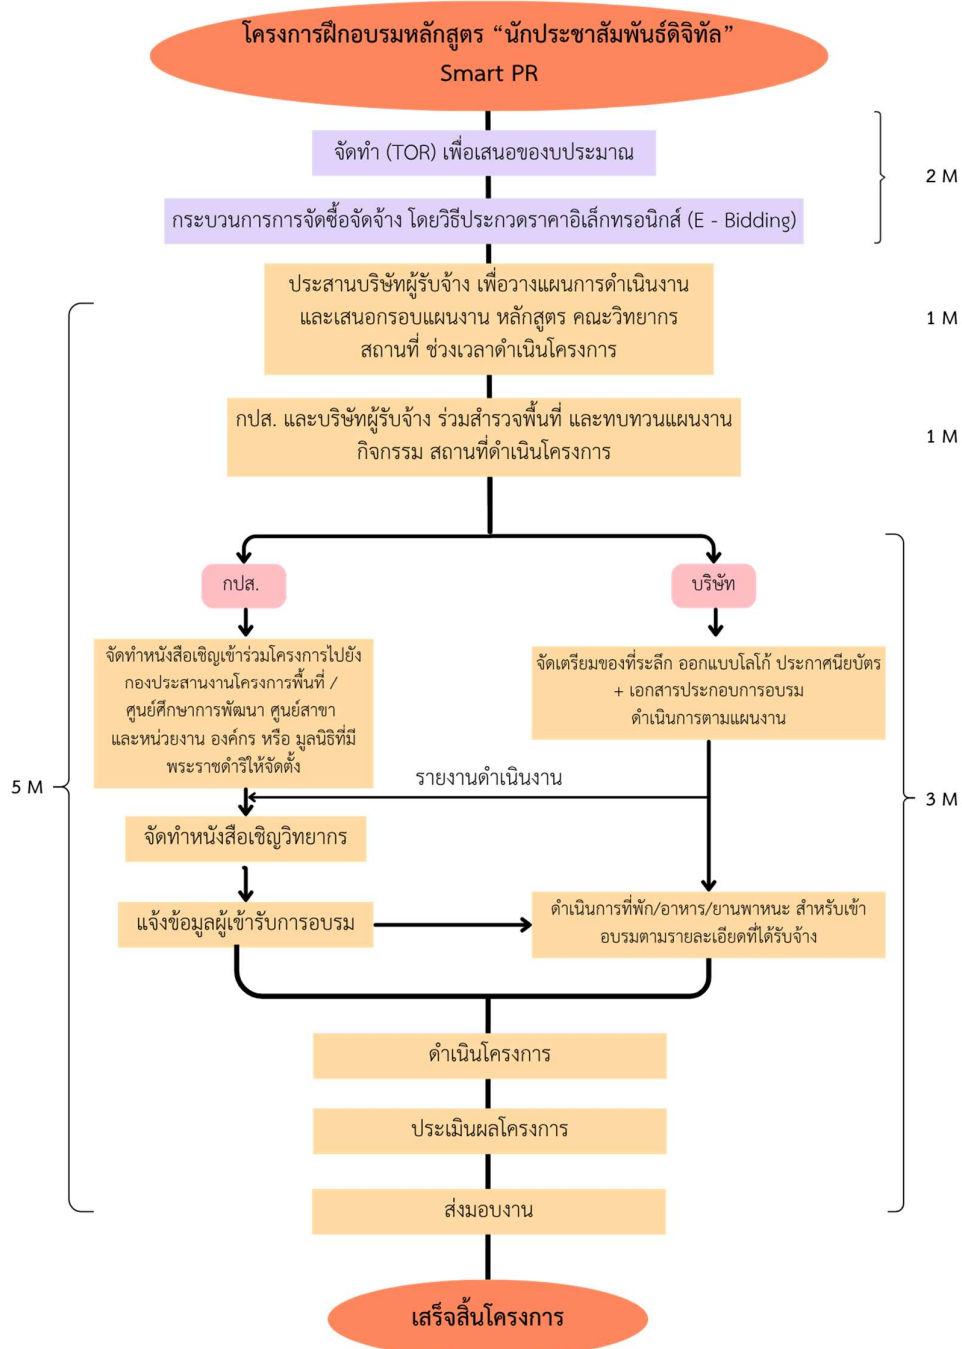 โครงการฝึกอบรมหลักสูตร “นักประชาสัมพันธ์ดิจิทัล”
Smart PR
จัดทำ (TOR) เพื่อเสนอของบประมาณ
2 M
กระบวนการการจัดซื้อจัดจ้าง โดยวิธีประกวดราคาอิเล็กทรอนิกส์ (E - Bidding)
ประสานบริษัทผู้รับจ้าง เพื่อวางแผนการดำเนินงาน
และเสนอกรอบแผนงาน หลักสูตร คณะวิทยากร
สถานที่ ช่วงเวลาดำเนินโครงการ
1 M
กปส. และบริษัทผู้รับจ้าง ร่วมสำรวจพื้นที่ และทบทวนแผนงาน
กิจกรรม สถานที่ดำเนินโครงการ
1 M
กปส.
บริษัท
จัดทำหนังสือเชิญเข้าร่วมโครงการไปยัง
กองประสานงานโครงการพื้นที่ /
ศูนย์ศึกษาการพัฒนา ศูนย์สาขา
และหน่วยงาน องค์กร หรือ มูลนิธิที่มี
พระราชดำริให้จัดตั้ง
จัดเตรียมของที่ระลึก ออกแบบโลโก้ ประกาศนียบัตร
+ เอกสารประกอบการอบรม
ดำเนินการตามแผนงาน
รายงานดำเนินงาน
5 M
3 M
จัดทำหนังสือเชิญวิทยากร
แจ้งข้อมูลผู้เข้ารับการอบรม
ดำเนินการที่พัก/อาหาร/ยานพาหนะ สำหรับเข้า
อบรมตามรายละเอียดที่ได้รับจ้าง
ดำเนินโครงการ
ประเมินผลโครงการ
ส่งมอบงาน
เสร็จสิ้นโครงการ